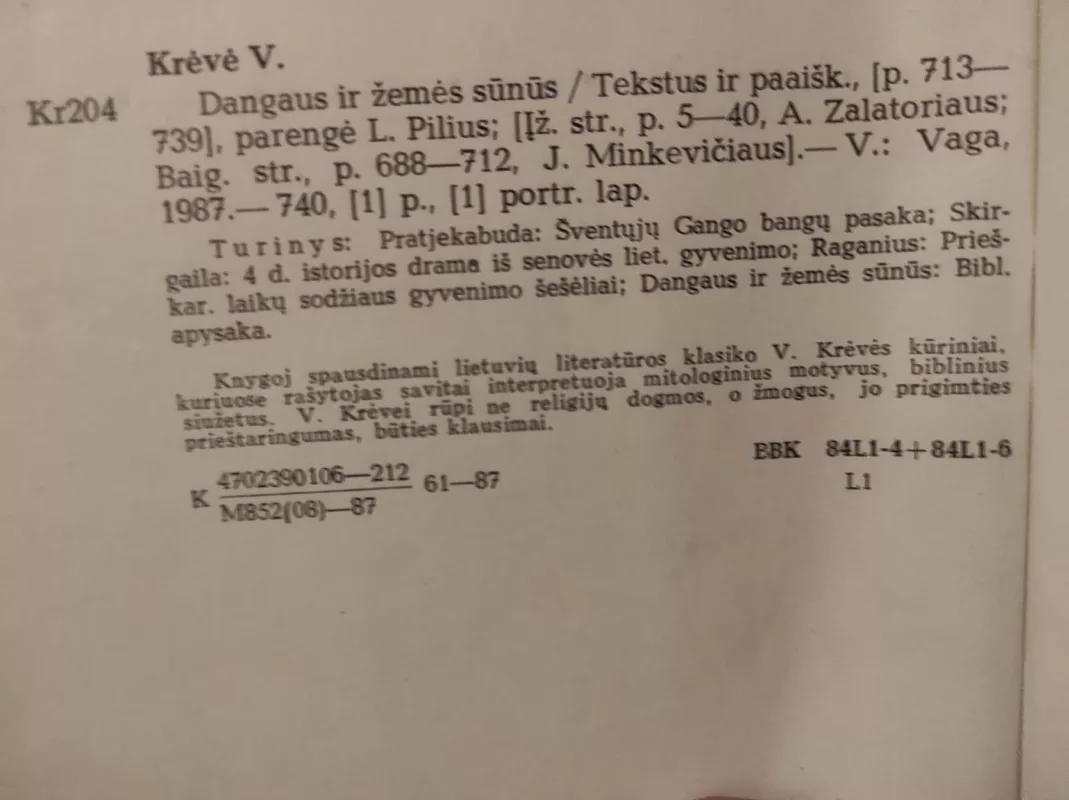 Krėvė V.
Kr204 Dangaus ir žemės sūnūs / Tekstus ir paaišk., [p. 713—
739], parengė L. Pilius; [Įž. str., p. 5—40, A. Zalatoriaus;
Baig. str., p. 688—712, J. Minkevičiaus].— V.: Vaga,
1987.— 740, [1] p., [1] portr. lap.
Turinys: Pratjekabuda: Šventųjų Gango bangų pasaka; Skir-
gaila: 4 d. istorijos drama iš senovės liet. gyvenimo; Raganius: Prieš-
kar. laikų sodžiaus gyvenimo šešėliai; Dangaus ir žemės sūnūs: Bibl.
apysaka.
Knygoj spausdinami lietuvių literatūros klasiko V. Krėvės kūriniai,
kuriuose rašytojas savitai interpretuoja mitologinius motyvus, biblinius
siužetus. V. Krėvei rūpi ne religijų dogmos, o žmogus, jo prigimties
prieštaringumas, būties klausimai.
K 4702390106—212 61—87
M852(08)—87
BBK 84L1-4+84L1-6
L1